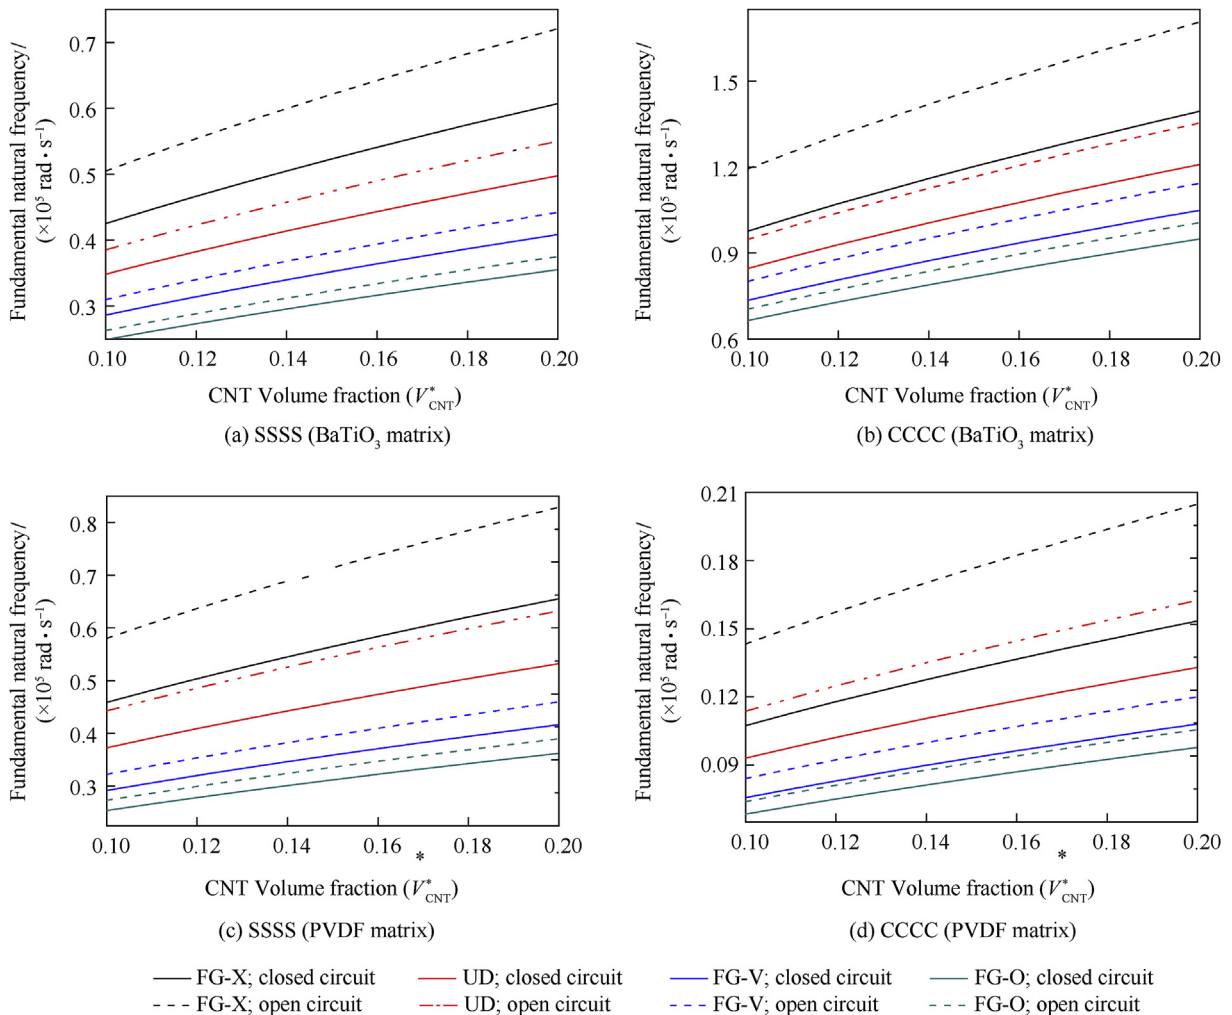 Fundamental natural frequency/
(×10⁵ rad • s⁻¹)
0.7
0.6
0.5
0.4
0.3
0.10 0.12 0.14 0.16 0.18 0.20
CNT Volume fraction (V*CNT)
(a) SSSS (BaTiO₃ matrix)
Fundamental natural frequency/
(×10⁵ rad • s⁻¹)
1.5
1.2
0.9
0.6
0.10 0.12 0.14 0.16 0.18 0.20
CNT Volume fraction (V*CNT)
(b) CCCC (BaTiO₃ matrix)
Fundamental natural frequency/
(×10⁵ rad • s⁻¹)
0.8
0.7
0.6
0.5
0.4
0.3
0.10 0.12 0.14 0.16 0.18 0.20
*
CNT Volume fraction (V*CNT)
(c) SSSS (PVDF matrix)
Fundamental natural frequency/
(×10⁵ rad • s⁻¹)
0.21
0.18
0.15
0.12
0.09
0.10 0.12 0.14 0.16 0.18 0.20
*
CNT Volume fraction (V*CNT)
(d) CCCC (PVDF matrix)
FG-X; closed circuit UD; closed circuit FG-V; closed circuit FG-O; closed circuit
FG-X; open circuit UD; open circuit FG-V; open circuit FG-O; open circuit